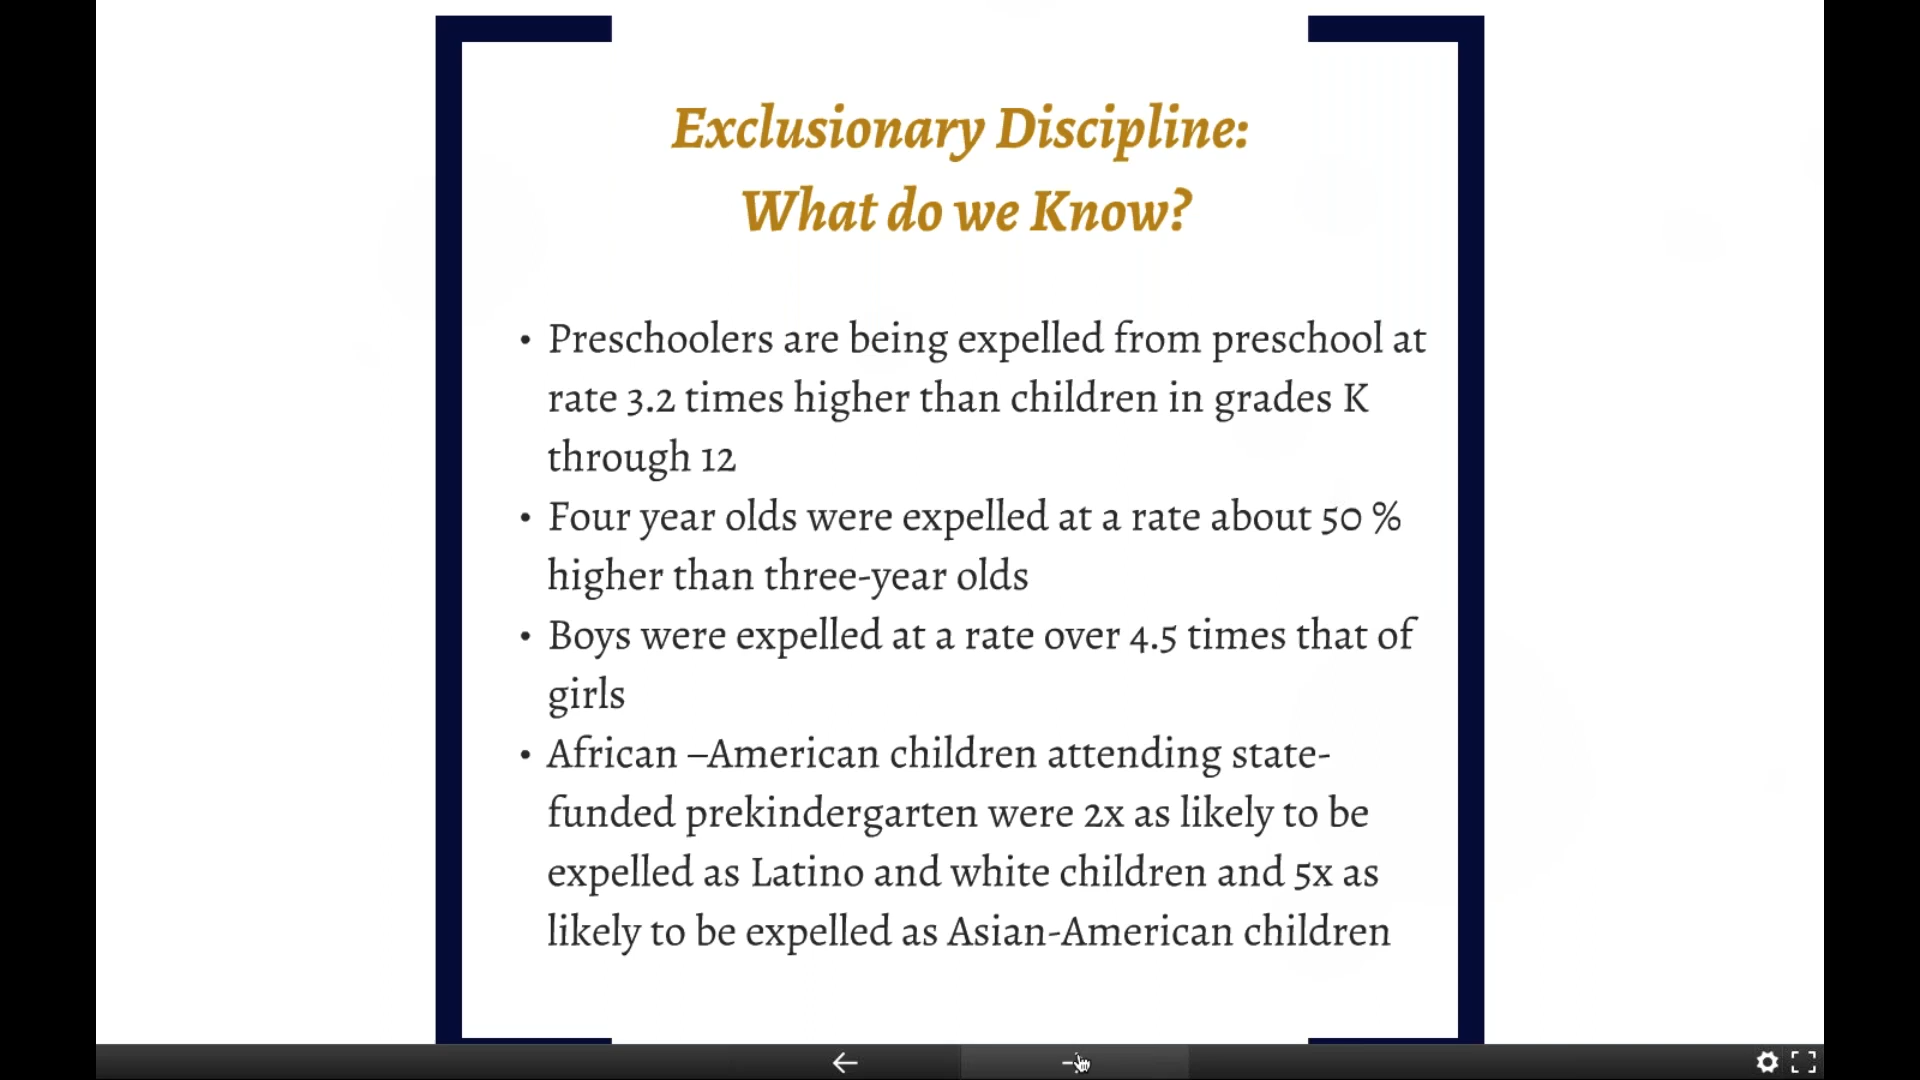 Exclusionary Discipline:
What do we Know?
• Preschoolers are being expelled from preschool at
rate 3.2 times higher than children in grades K
through 12
• Four year olds were expelled at a rate about 50 %
higher than three-year olds
• Boys were expelled at a rate over 4.5 times that of
girls
• African –American children attending state-
funded prekindergarten were 2x as likely to be
expelled as Latino and white children and 5x as
likely to be expelled as Asian-American children